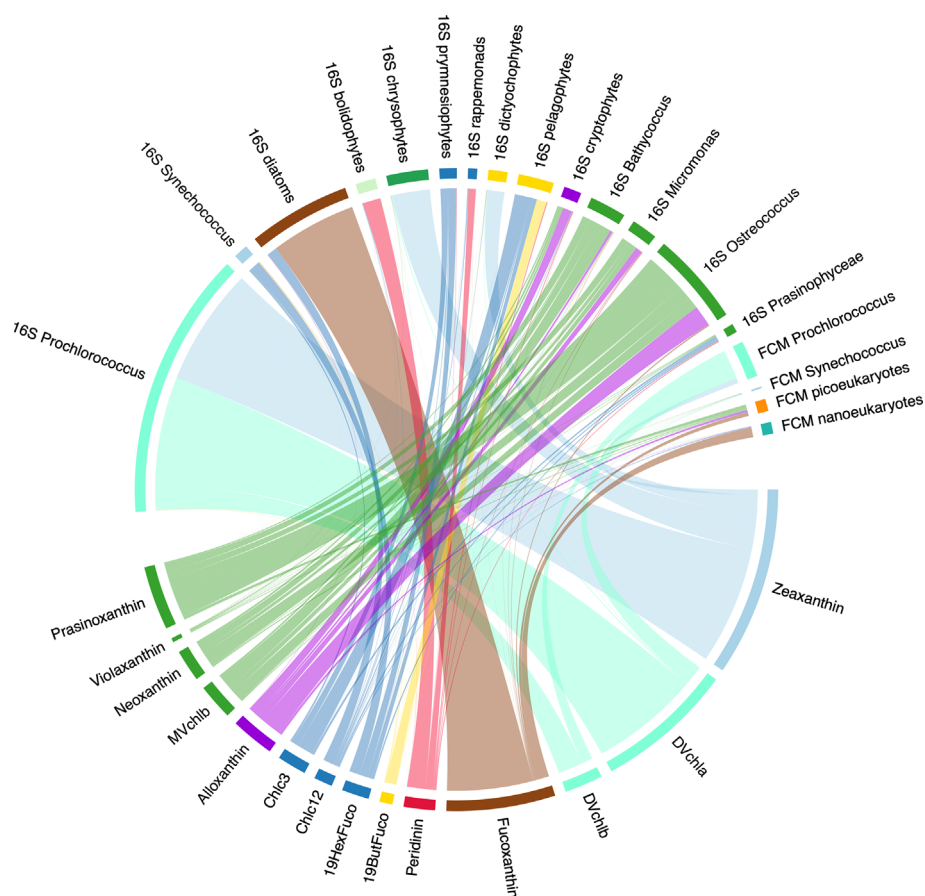 16S Prochlorococcus
16S Synechococcus
16S diatoms
16S bolidophytes
16S chrysophytes
16S prymnesiophytes
16S rappemonads
16S dictyochophytes
16S pelagophytes
16S cryptophytes
16S Bathycoccus
16S Micromonas
16S Ostreococcus
16S Prasinophyceae
FCM Prochlorococcus
FCM Synechococcus
FCM picoeukaryotes
FCM nanoeukaryotes
Zeaxanthin
DVchla
DVchlb
Fucoxanthin
Peridinin
19ButFuco
19HexFuco
Chlc12
Chlc3
Alloxanthin
MVchlb
Neoxanthin
Violaxanthin
Prasinoxanthin